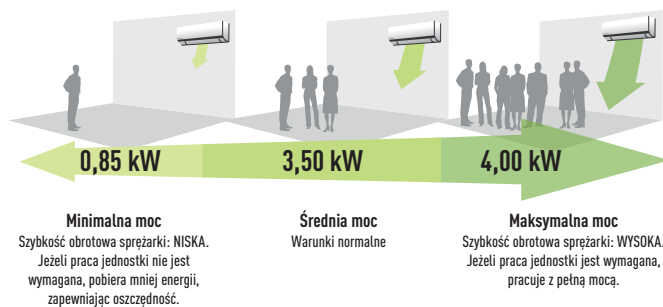 0,85 kW
3,50 kW
4,00 kW
Minimalna moc
Szybkość obrotowa sprężarki: NISKA.
Jeżeli praca jednostki nie jest
wymagana, pobiera mniej energii,
zapewniając oszczędność.
Średnia moc
Warunki normalne
Maksymalna moc
Szybkość obrotowa sprężarki: WYSOKA.
Jeżeli praca jednostki jest wymagana,
pracuje z pełną mocą.